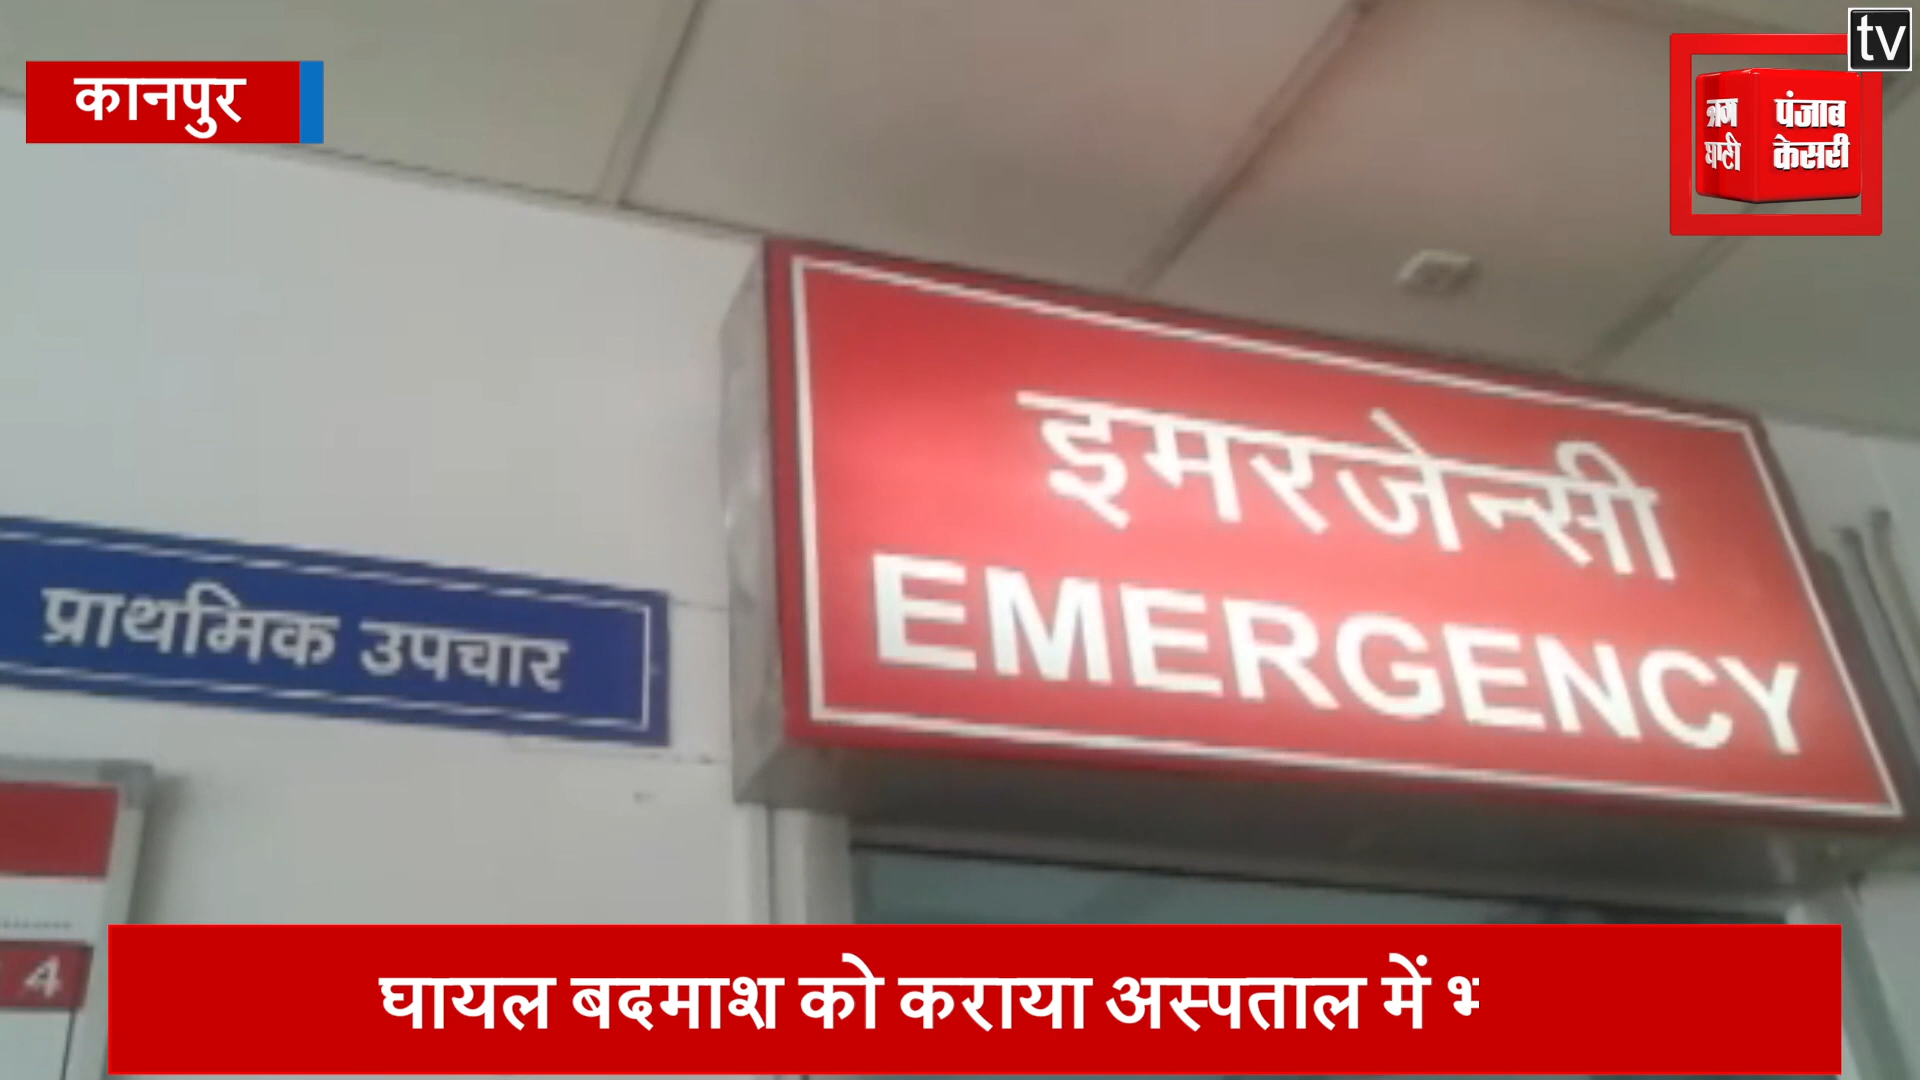 कानपुर
tv
पंजाब
केसरी
इमरजेन्सी
EMERGENCY
प्राथमिक उपचार
4
घायल बदमाश को कराया अस्पताल में